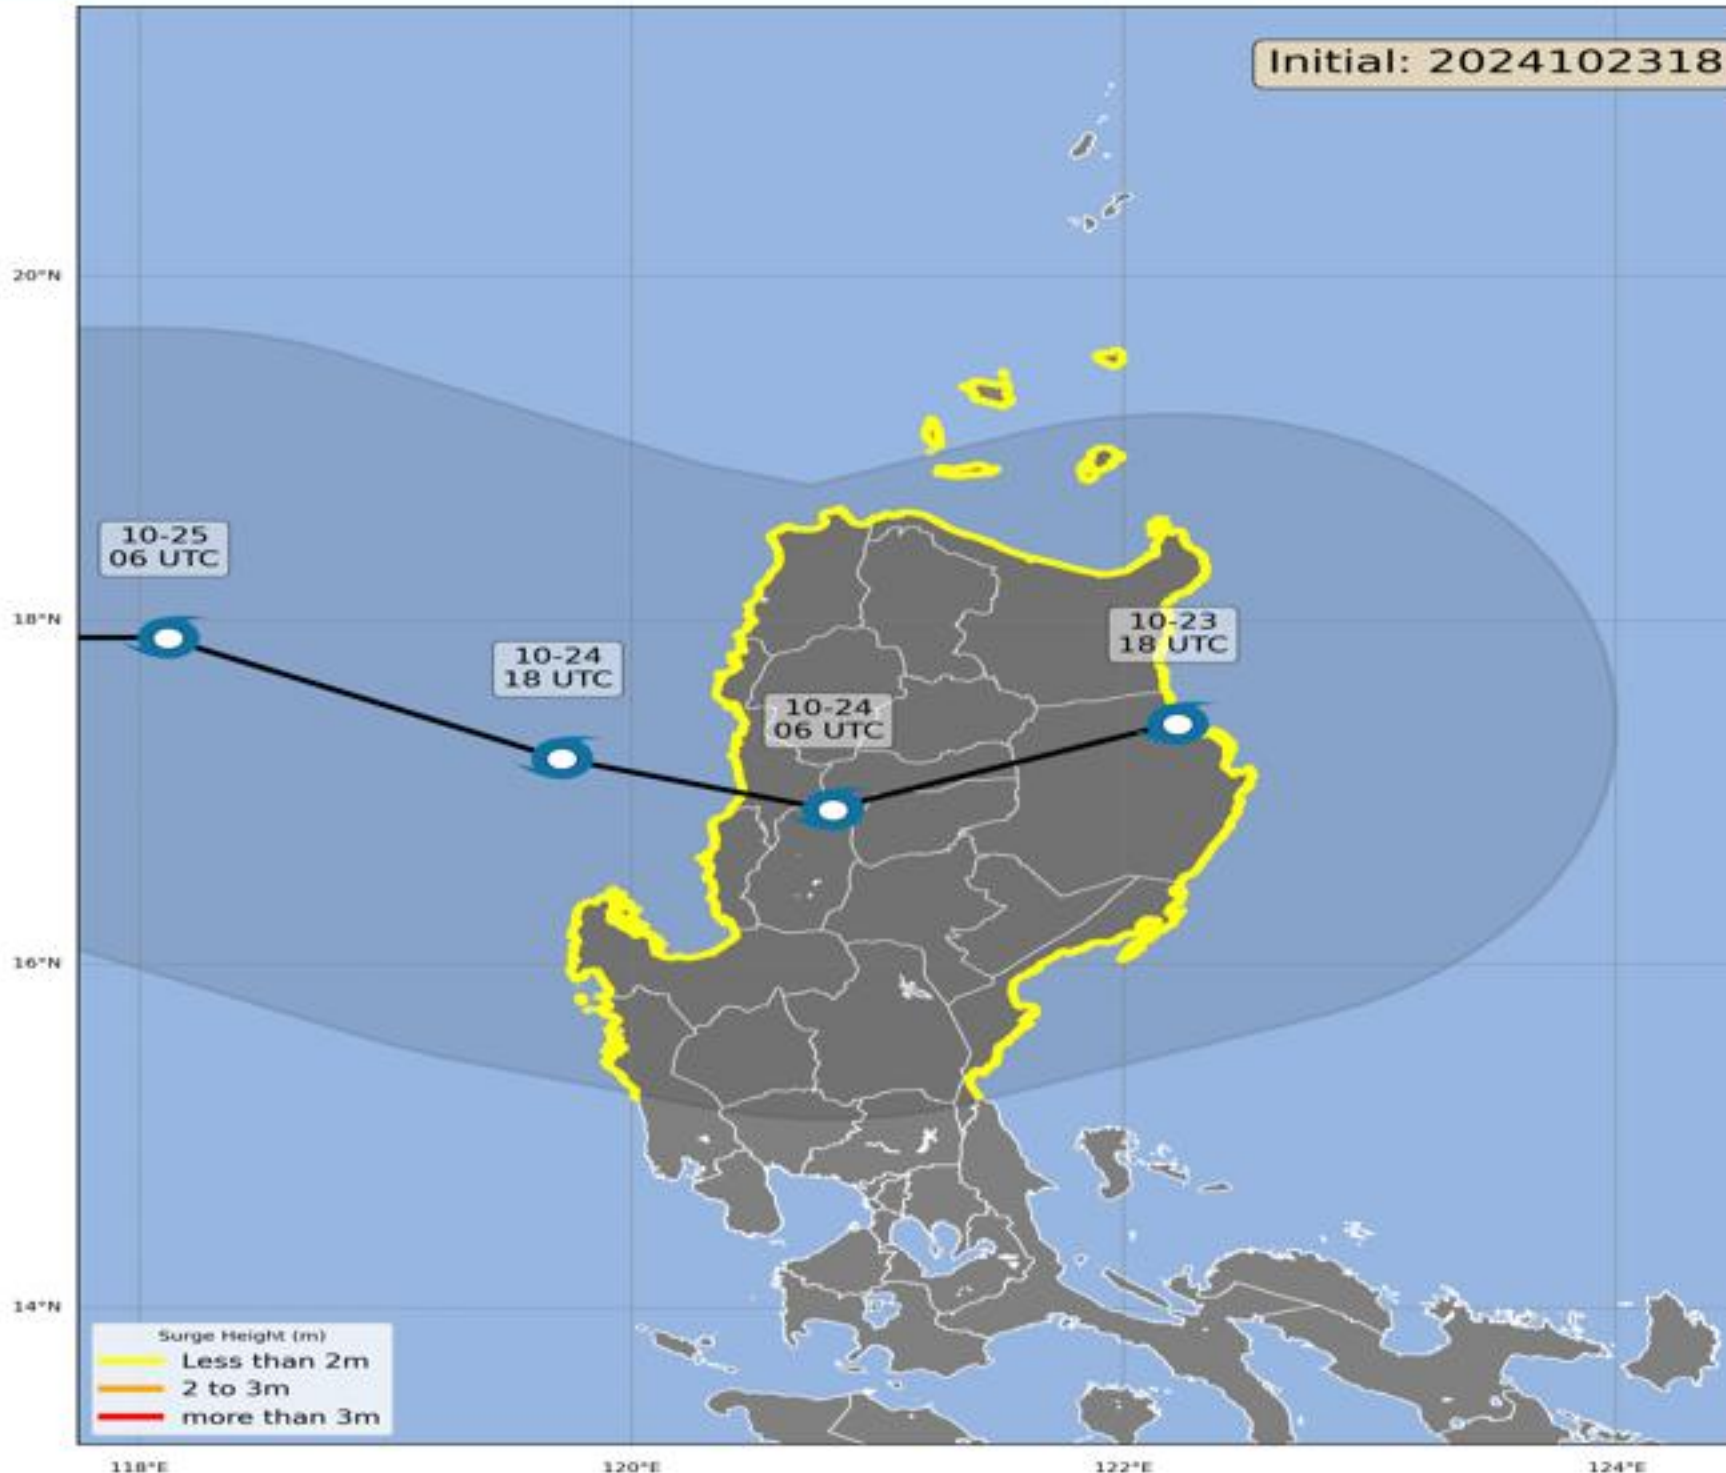 Initial: 2024102318
20°N
10-25
06 UTC
18°N
10-23
18 UTC
10-24
18 UTC
10-24
06 UTC
16°N
14°N
Surge Height (m)
Less than 2m
2 to 3m
more than 3m
118°E
120°E
122°E
124°E